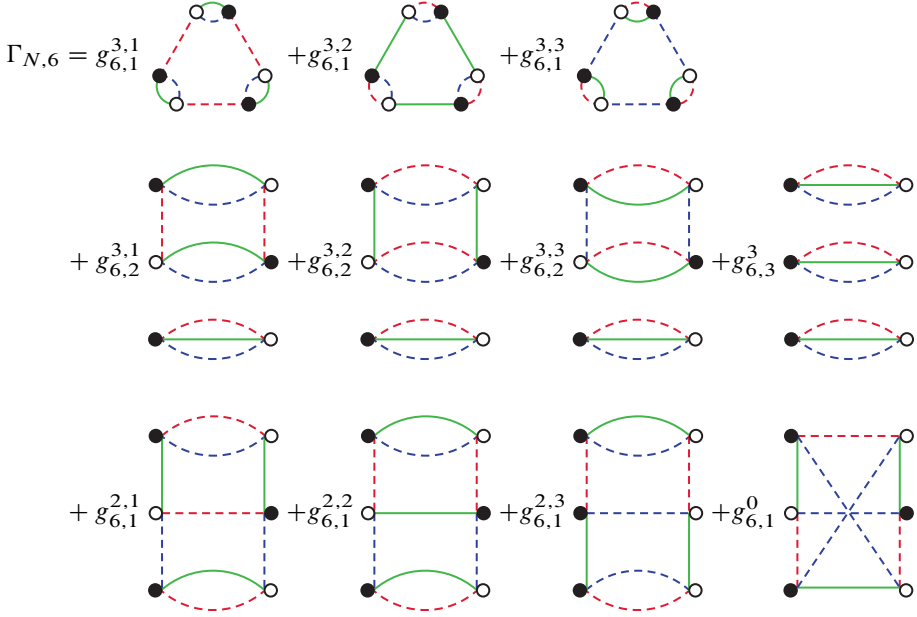 Γ_{N,6} = g^{3,1}_{6,1} + g^{3,2}_{6,1} + g^{3,3}_{6,1}
+ g^{3,1}_{6,2} + g^{3,2}_{6,2} + g^{3,3}_{6,2} + g^{3}_{6,3}
+ g^{2,1}_{6,1} + g^{2,2}_{6,1} + g^{2,3}_{6,1} + g^{0}_{6,1}